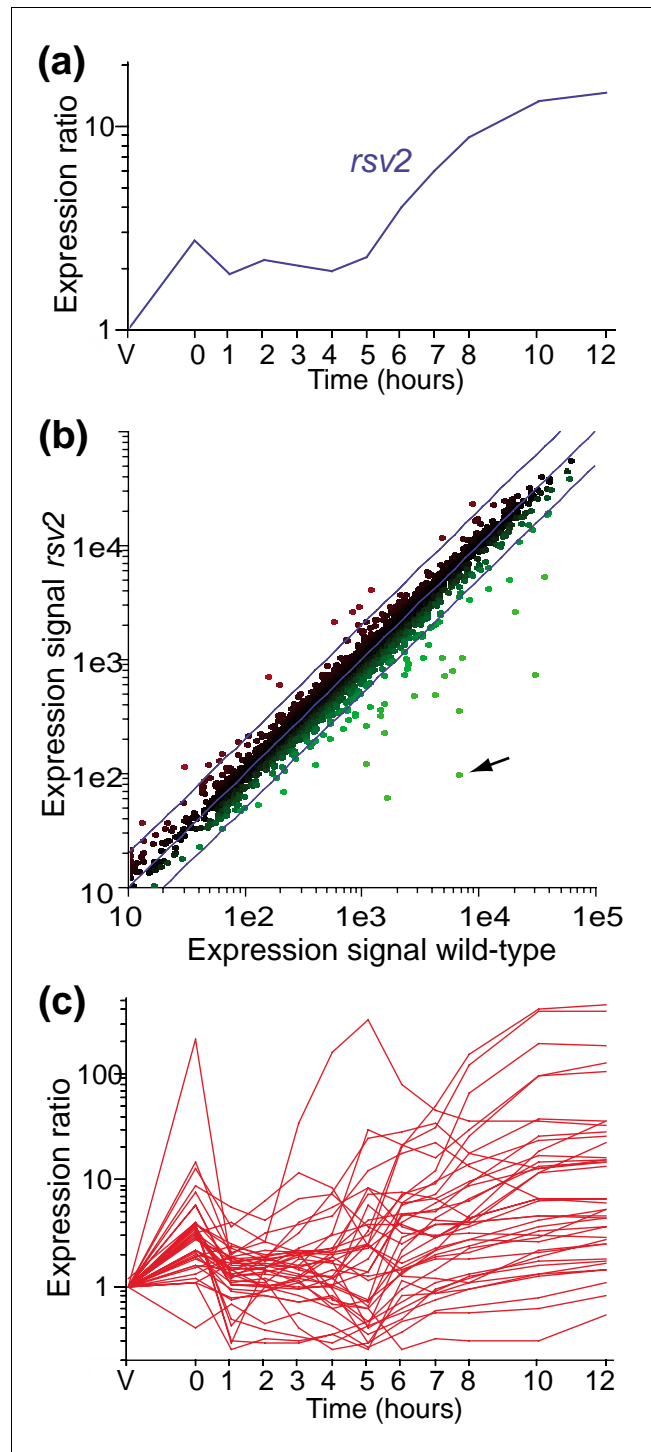 (a)
Expression ratio
10
1
rsv2
V 0 1 2 3 4 5 6 7 8 10 12
Time (hours)
(b)
Expression signal rsv2
1e4
1e3
1e2
10
10 1e2 1e3 1e4 1e5
Expression signal wild-type
(c)
Expression ratio
100
10
1
V 0 1 2 3 4 5 6 7 8 10 12
Time (hours)